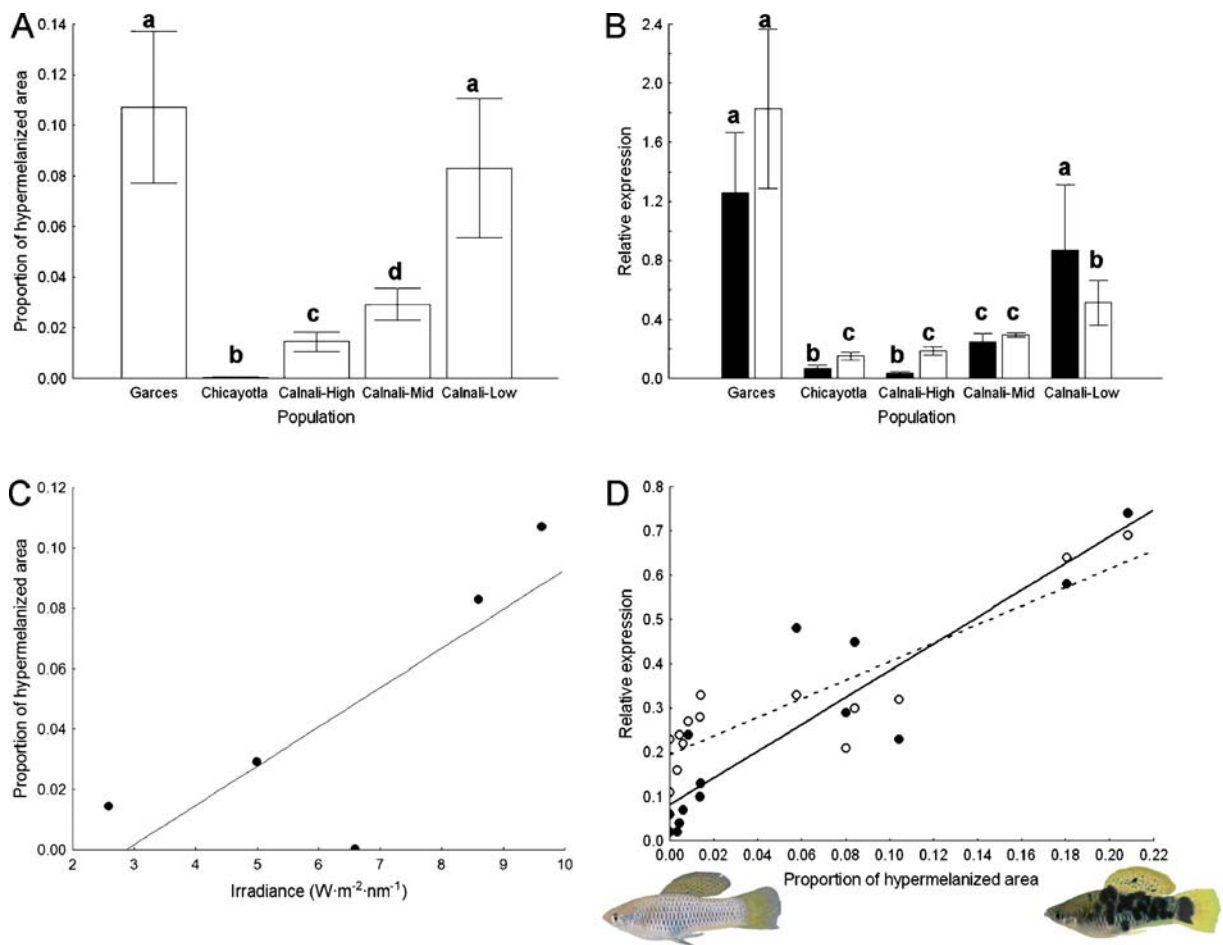 A
0.14
0.12
0.10
0.08
0.06
0.04
0.02
0.00
Proportion of hypermelanized area
a
b
c
d
a
Garces Chicayotla Calnali-High Calnali-Mid Calnali-Low
Population
B
2.4
2.0
1.6
1.2
0.8
0.4
0.0
Relative expression
a
a
b
c
b
c
c
c
a
b
Garces Chicayotla Calnali-High Calnali-Mid Calnali-Low
Population
C
0.12
0.10
0.08
0.06
0.04
0.02
0.00
Proportion of hypermelanized area
2 3 4 5 6 7 8 9 10
Irradiance (W·m⁻²·nm⁻¹)
D
0.8
0.7
0.6
0.5
0.4
0.3
0.2
0.1
0.0
Relative expression
0.00 0.02 0.04 0.06 0.08 0.10 0.12 0.14 0.16 0.18 0.20 0.22
Proportion of hypermelanized area